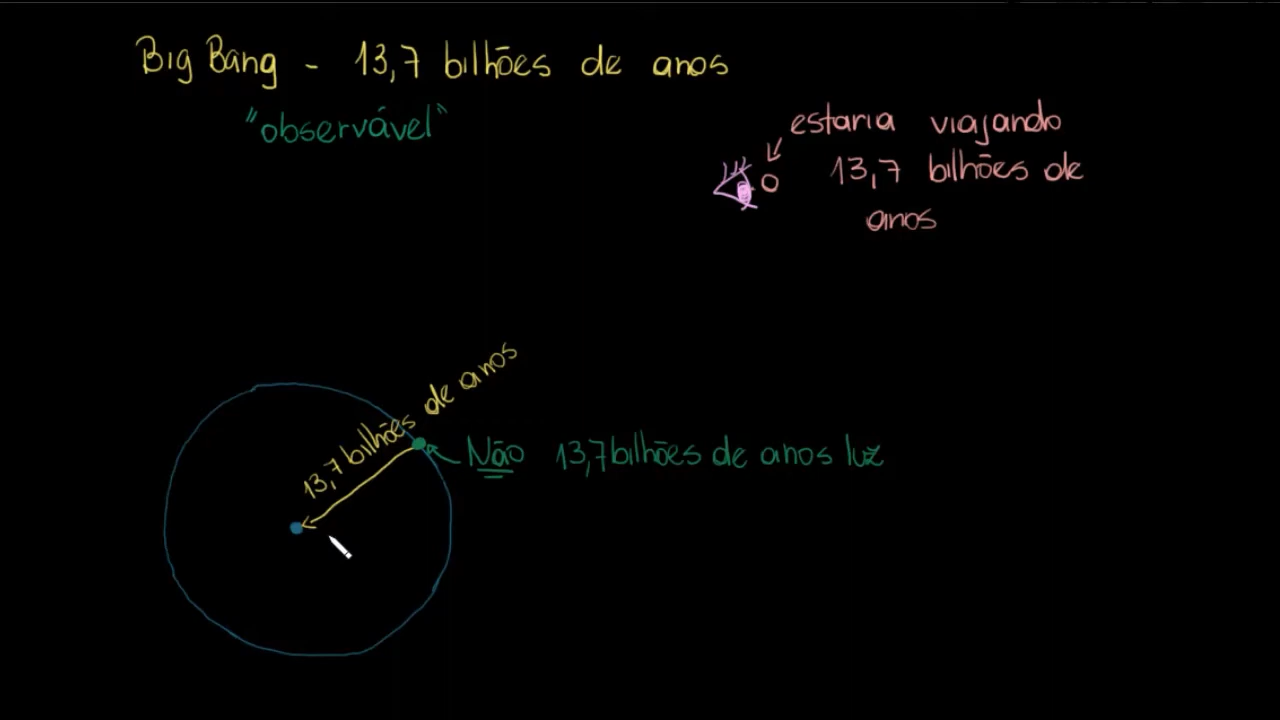 Big Bang - 13,7 bilhões de anos
"observável"
estaria viajando
13,7 bilhões de
anos
13,7 bilhões de anos
Não 13,7 bilhões de anos luz